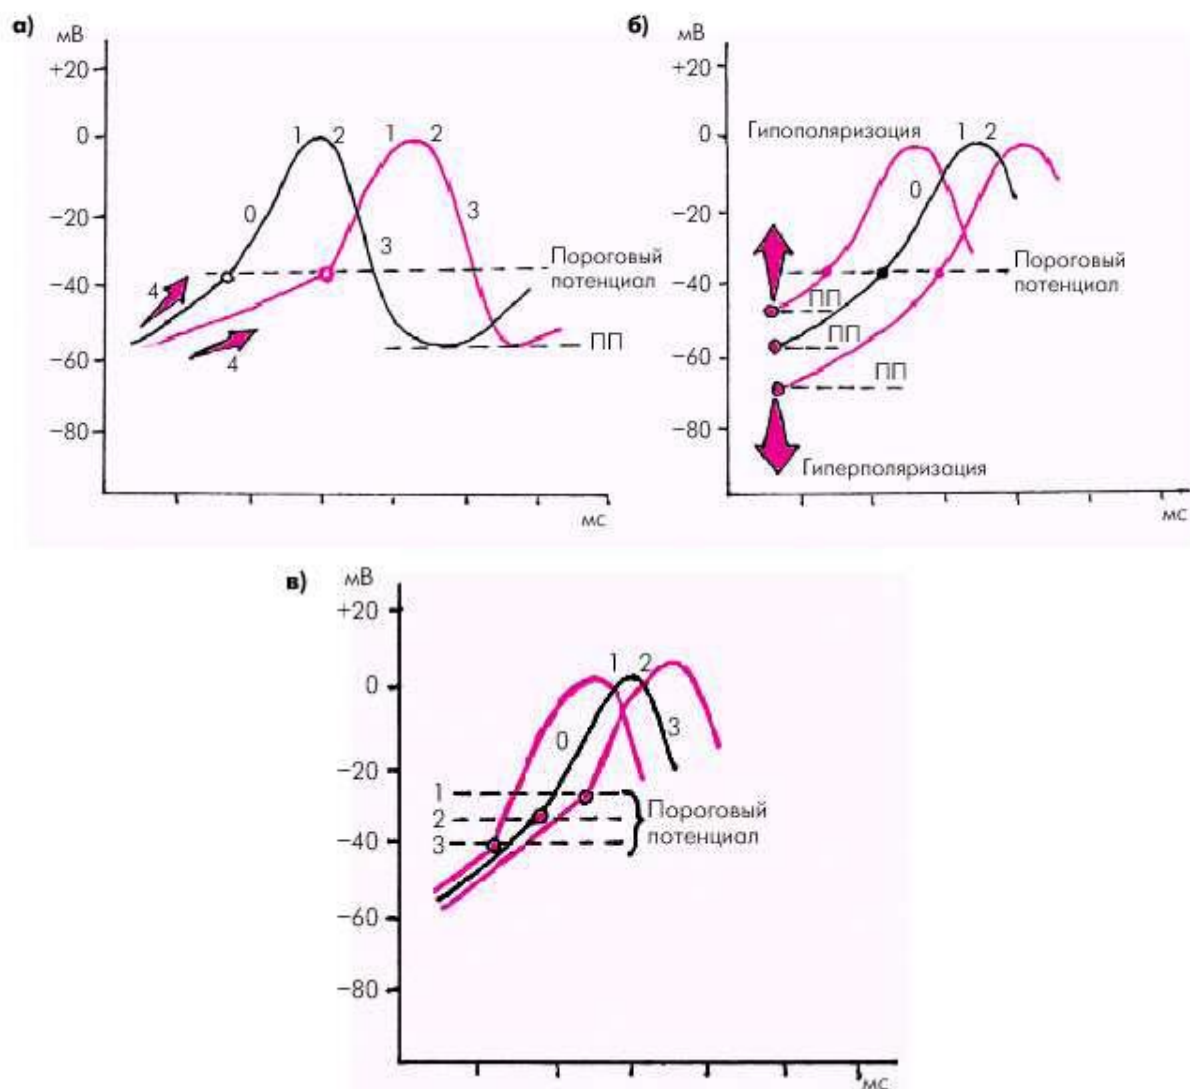 а)
мВ
+20
0
−20
−40
−60
−80
1 2
1 2
0
3
3
4
4
Пороговый
потенциал
ПП
мс
б)
мВ
+20
0
−20
−40
−60
−80
Гипополяризация
1 2
0
Пороговый
потенциал
ПП
ПП
ПП
Гиперполяризация
мс
в)
мВ
+20
0
−20
−40
−60
−80
1 2
0
3
1
2
3
Пороговый
потенциал
мс